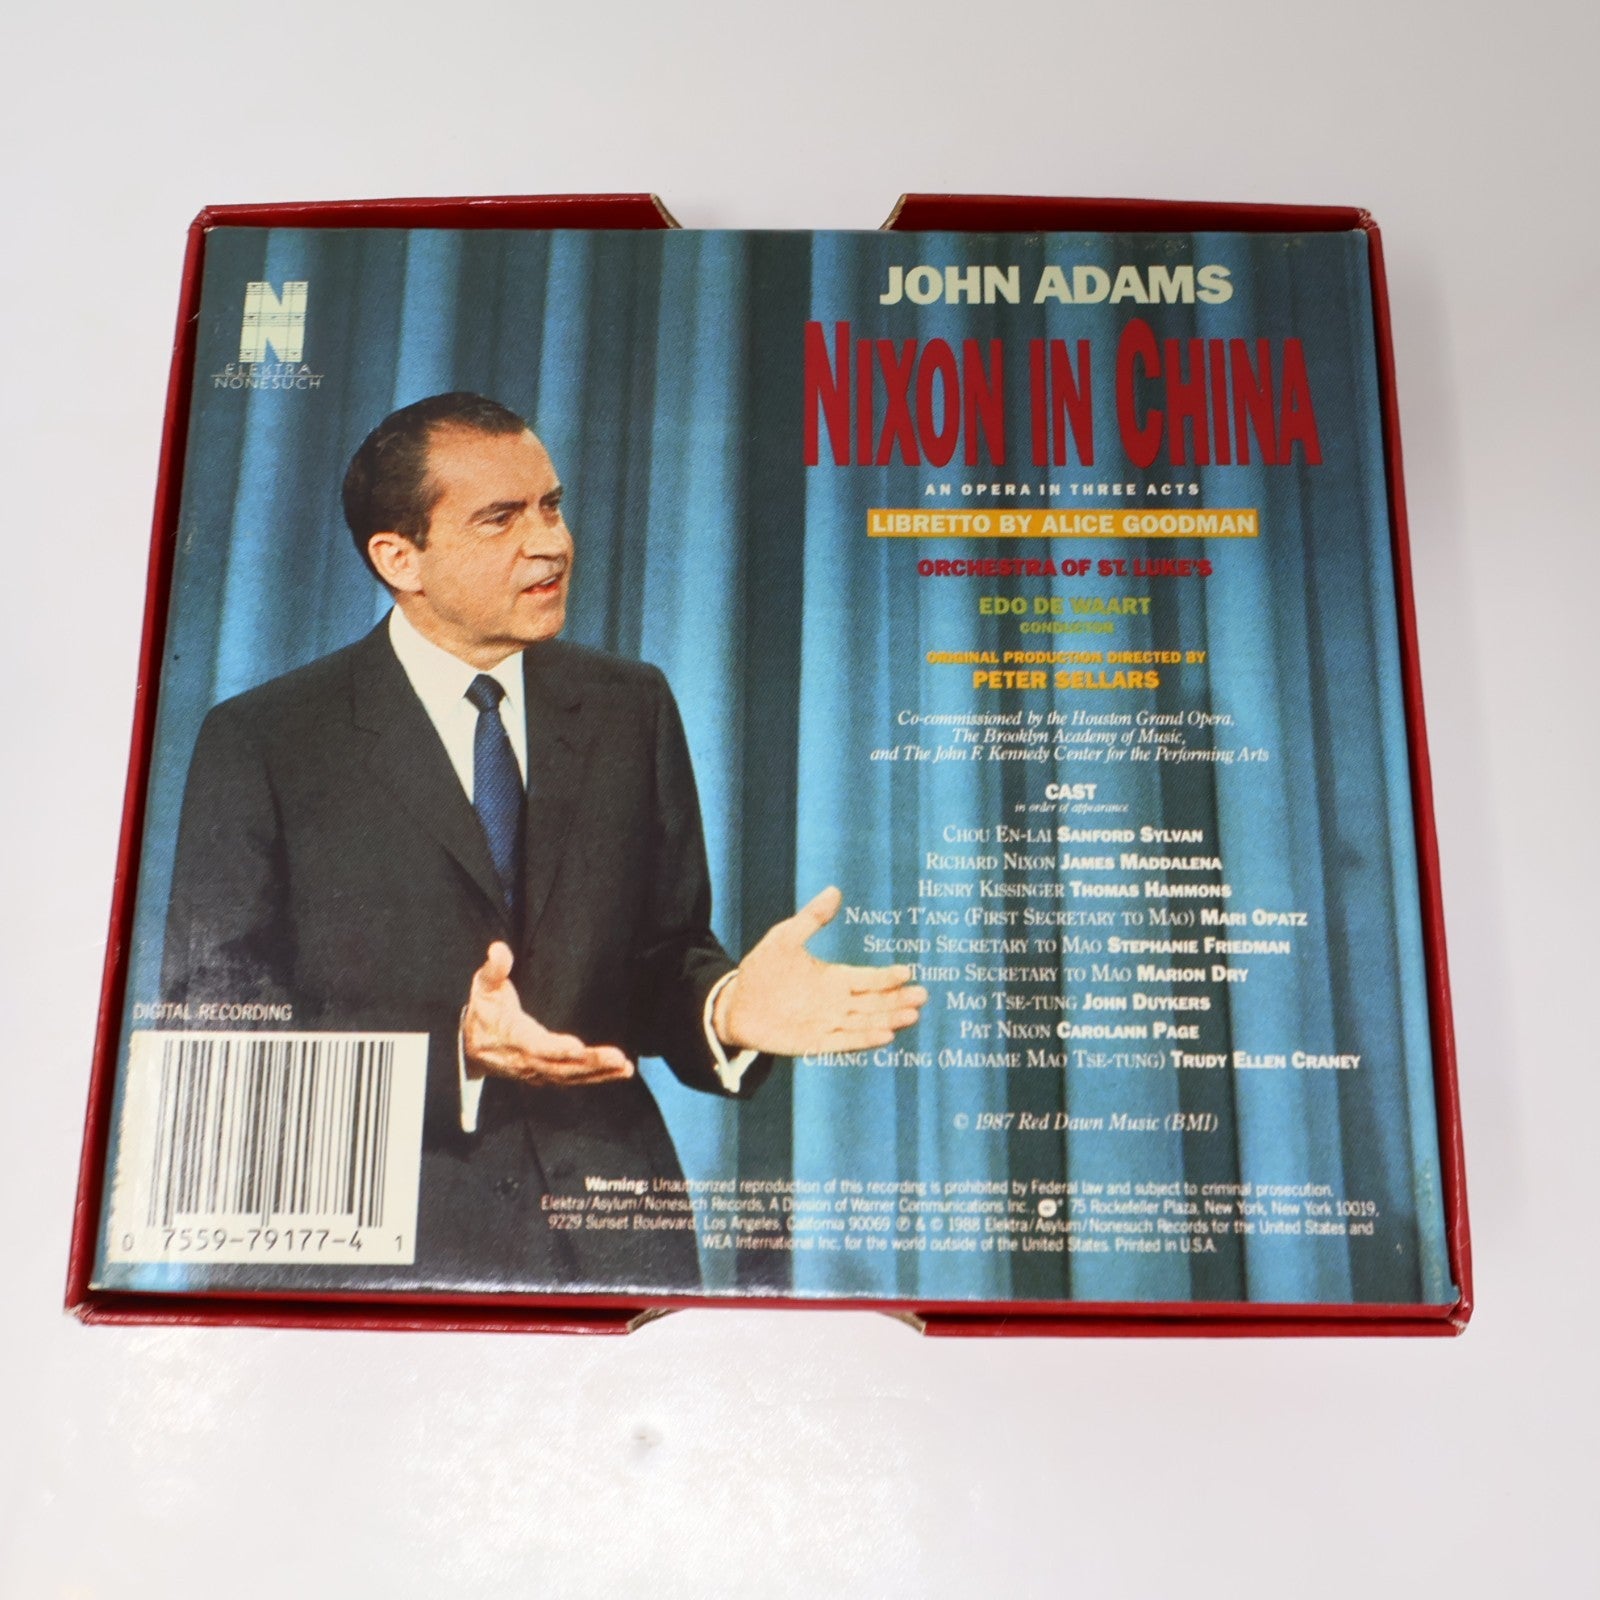 N
N
ELEKTRA
NONESUCH
JOHN ADAMS
NIXON IN CHINA
AN OPERA IN THREE ACTS
LIBRETTO BY ALICE GOODMAN
ORCHESTRA OF ST. LUKE'S
EDO DE WAART
CONDUCTOR
ORIGINAL PRODUCTION DIRECTED BY
PETER SELLARS
Co-commissioned by the Houston Grand Opera,
The Brooklyn Academy of Music,
and The John F. Kennedy Center for the Performing Arts
CAST
in order of appearance
CHOU EN-LAI SANFORD SYLVAN
RICHARD NIXON JAMES MADDALENA
HENRY KISSINGER THOMAS HAMMONS
NANCY T'ANG (FIRST SECRETARY TO MAO) MARI OPATZ
SECOND SECRETARY TO MAO STEPHANIE FRIEDMAN
THIRD SECRETARY TO MAO MARION DRY
MAO TSE-TUNG JOHN DUYKERS
PAT NIXON CAROLANN PAGE
CHIANG CH'ING (MADAME MAO TSE-TUNG) TRUDY ELLEN CRANEY
© 1987 Red Dawn Music (BMI)
DIGITAL RECORDING
0 7559-79177-4 1
Warning: Unauthorized reproduction of this recording is prohibited by Federal law and subject to criminal prosecution.
Elektra/Asylum/Nonesuch Records, A Division of Warner Communications Inc., 75 Rockefeller Plaza, New York, New York 10019,
9229 Sunset Boulevard, Los Angeles, California 90069 ℗ & © 1988 Elektra/Asylum/Nonesuch Records for the United States and
WEA International Inc. for the world outside of the United States. Printed in U.S.A.